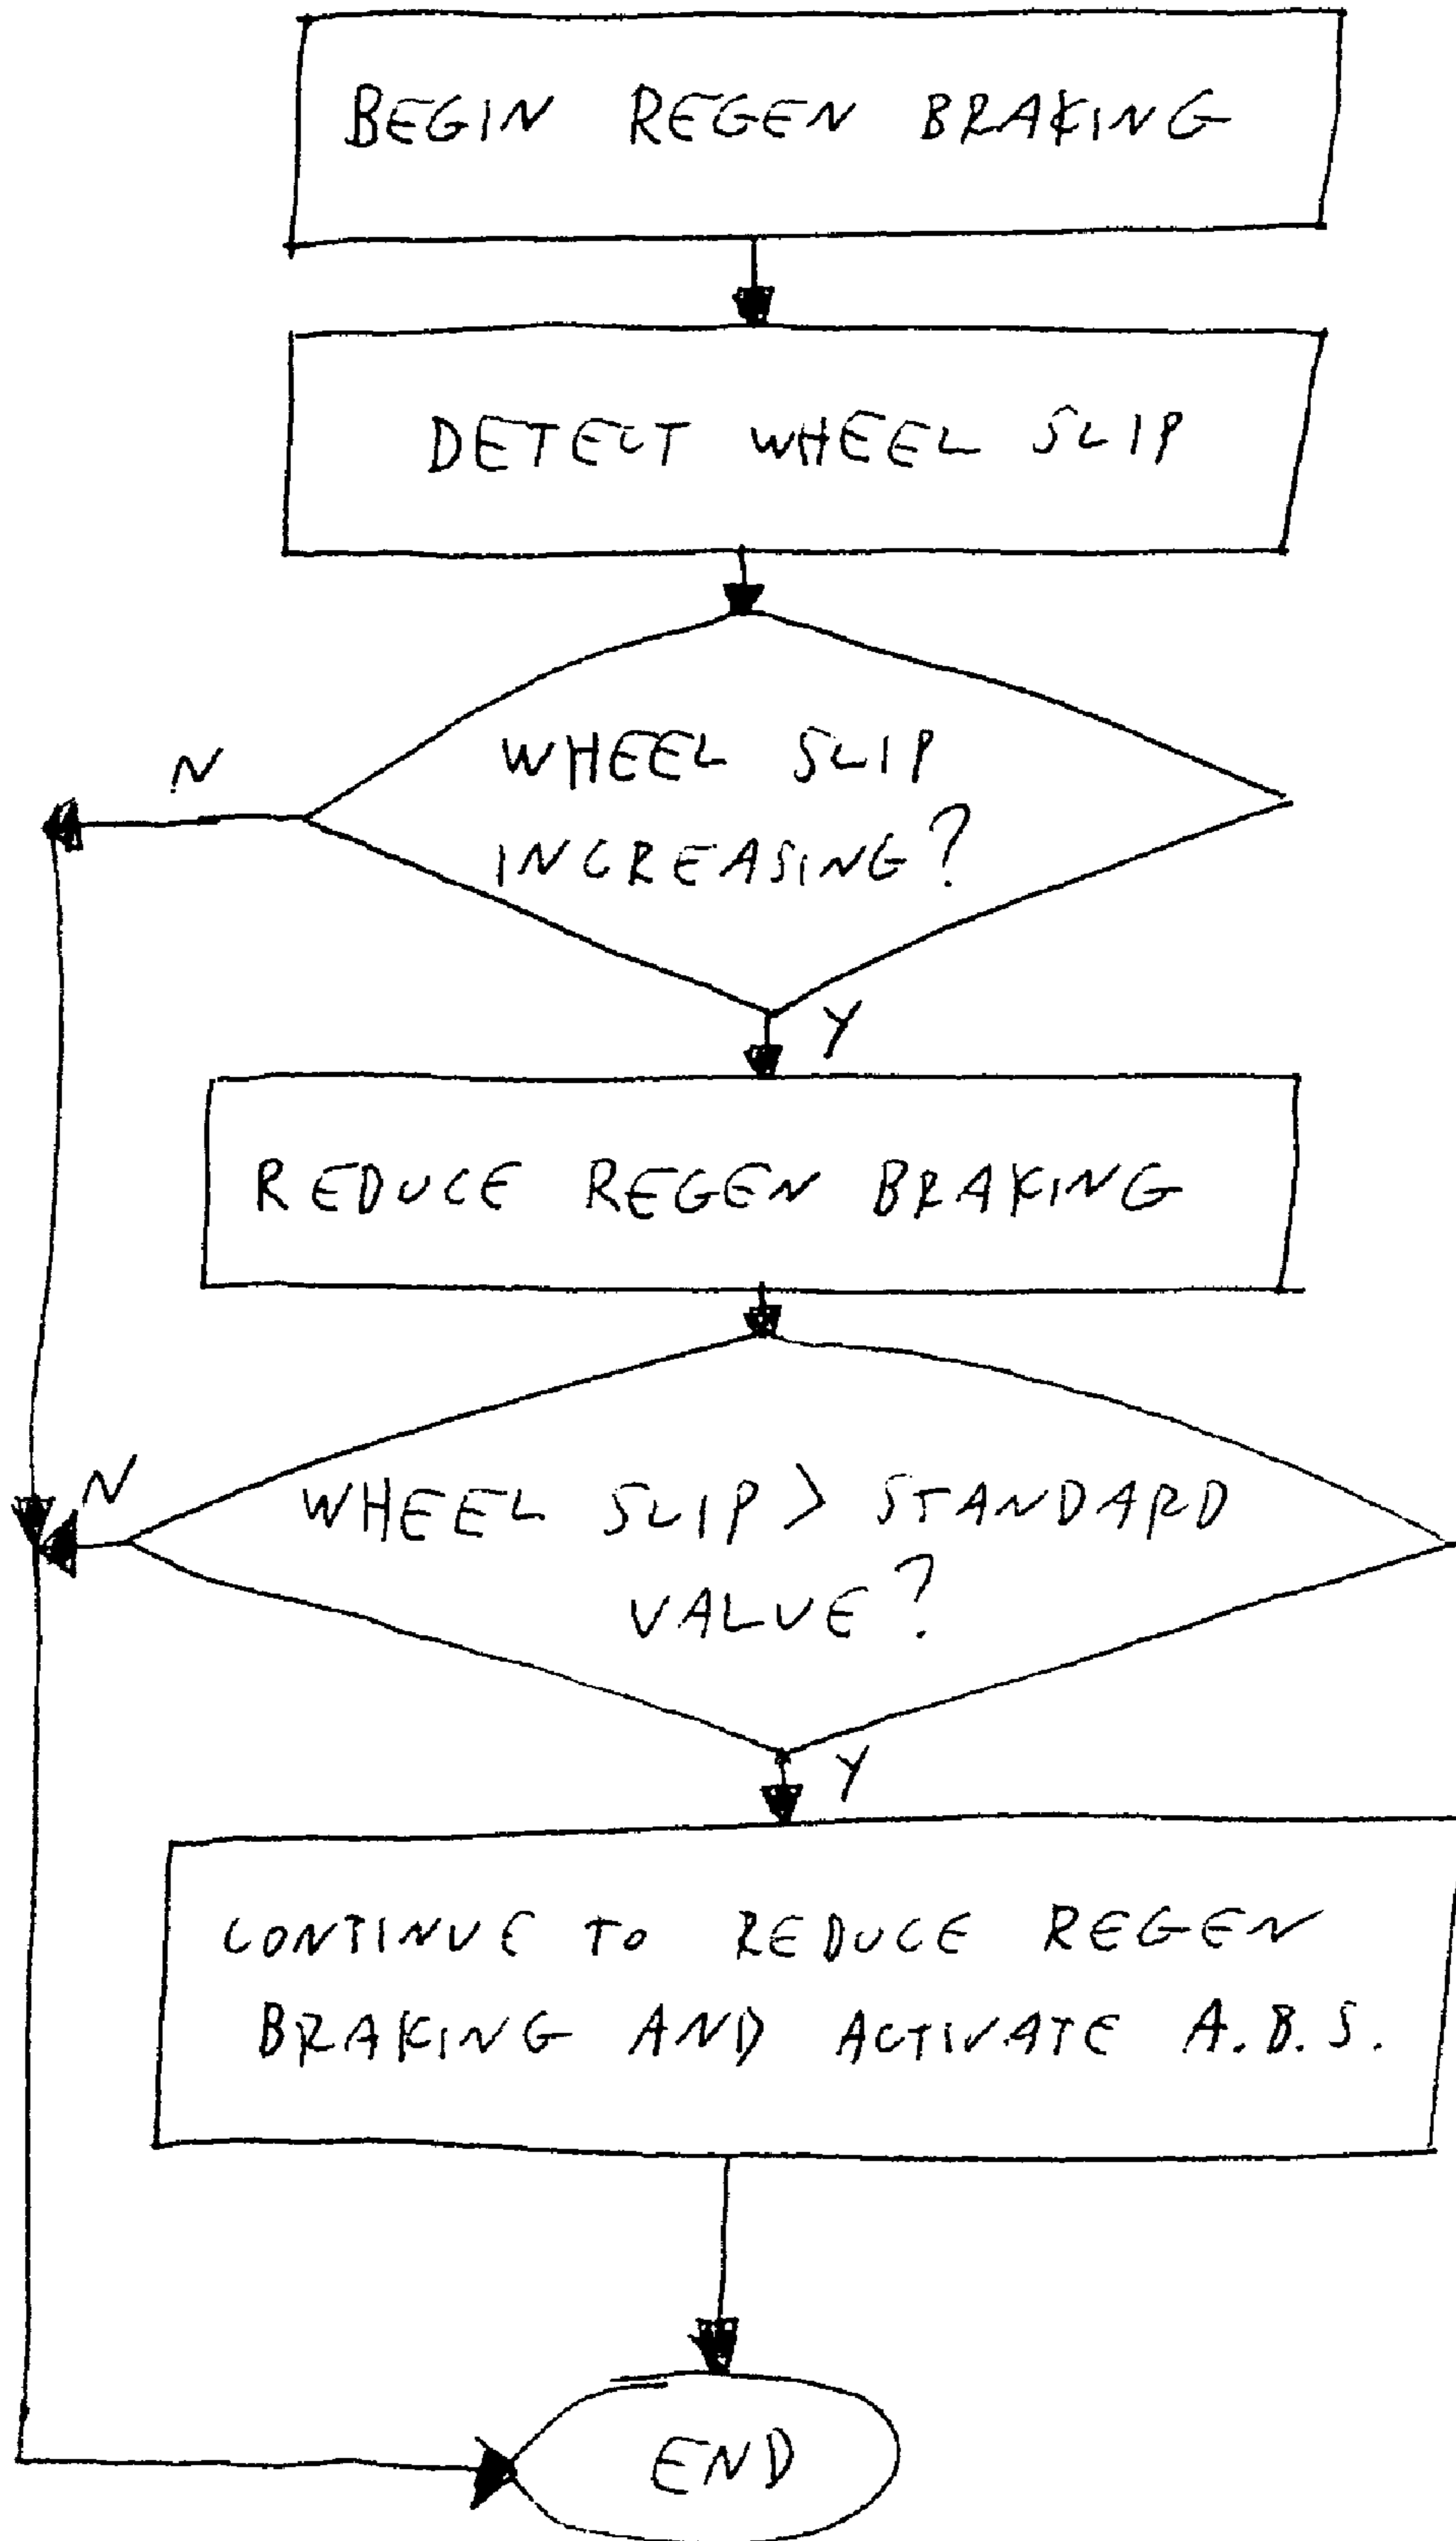 BEGIN REGEN BRAKING
DETECT WHEEL SLIP
WHEEL SLIP
N
INCREASING?
Y
REDUCE REGEN BRAKING
N
WHEEL SLIP > STANDARD
VALUE?
Y
CONTINUE TO REDUCE REGEN
BRAKING AND ACTIVATE A.B.S.
END